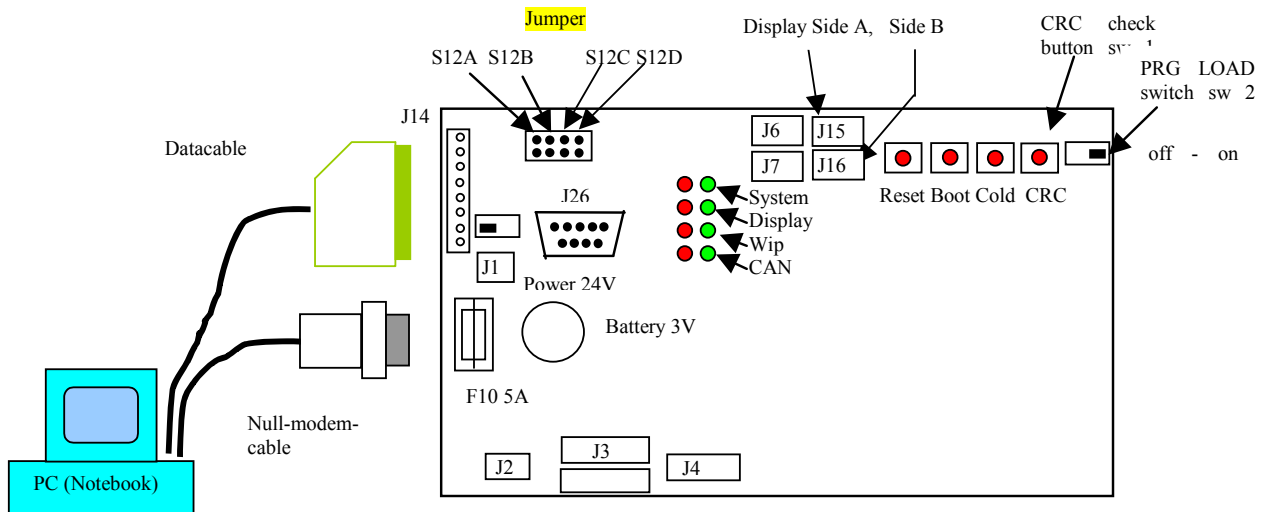 Jumper
S12A S12B S12C S12D
Display Side A, Side B
CRC check
button
PRG LOAD
switch sw 2
off - on
J14
Datacable
J6 J15
J7 J16
Reset Boot Cold CRC
J26
System
Display
Wip
CAN
J1
Power 24V
Battery 3V
F10 5A
Null-modem-
cable
J2
J3
J4
PC (Notebook)